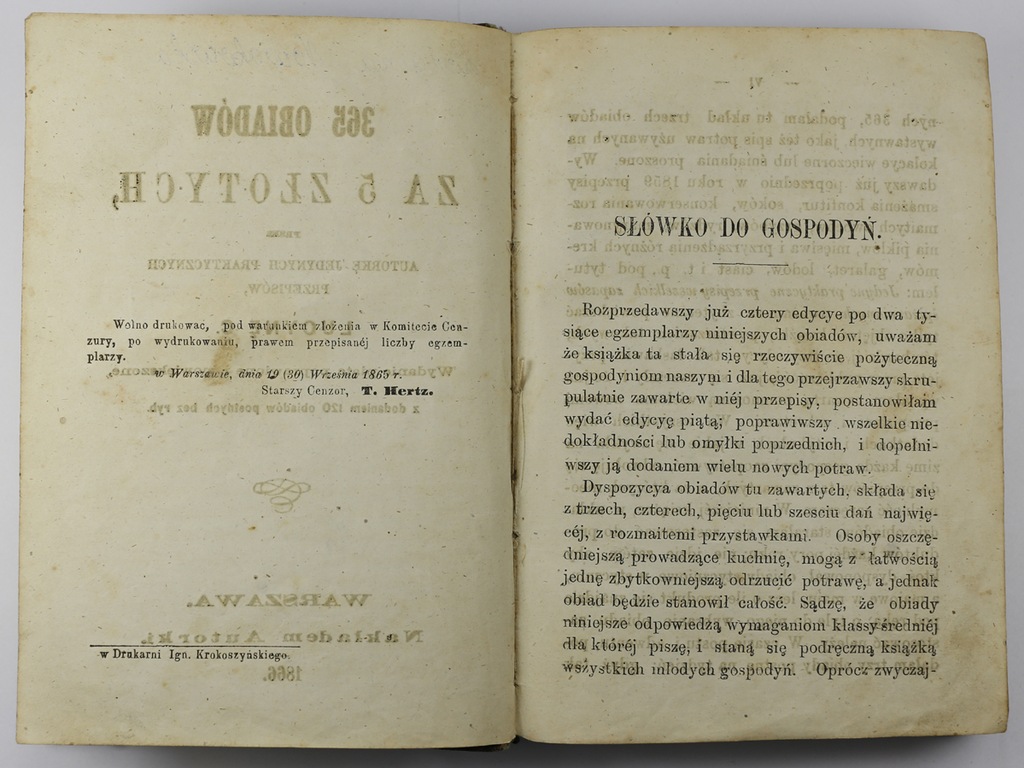 Wolno drukować, pod warunkiem złożenia w Komitecie Cen-
zury, po wydrukowaniu, prawem przepisanéj liczby egzem-
plarzy.
w Warszawie, dnia 19 (30) Września 1865 r.
Starszy Cenzor, T. Hertz.
w Drukarni Ign. Krokoszyńskiego.
SŁÓWKO DO GOSPODYŃ.
Rozprzedawszy już cztery edycye po dwa ty-
siące egzemplarzy niniejszych obiadów, uważam
że książka ta stała się rzeczywiście pożyteczną
gospodyniom naszym i dla tego przejrzawszy skru-
pulatnie zawarte w niéj przepisy, postanowiłam
wydać edycyę piątą; poprawiwszy wszelkie nie-
dokładności lub omyłki poprzednich, i dopełni-
wszy ją dodaniem wielu nowych potraw.
Dyspozycya obiadów tu zawartych, składa się
z trzech, czterech, pięciu lub szesciu dań najwię-
céj, z rozmaitemi przystawkami. Osoby oszczę-
dniejszą prowadzące kuchnię, mogą z łatwością
jednę zbytkowniejszą odrzucić potrawę, a jednak
obiad będzie stanowił całość. Sądzę, że obiady
niniejsze odpowiedzą wymaganiom klassy średniéj
dla któréj piszę, i staną się podręczną książką
wszystkich młodych gospodyń. Oprócz zwyczaj-